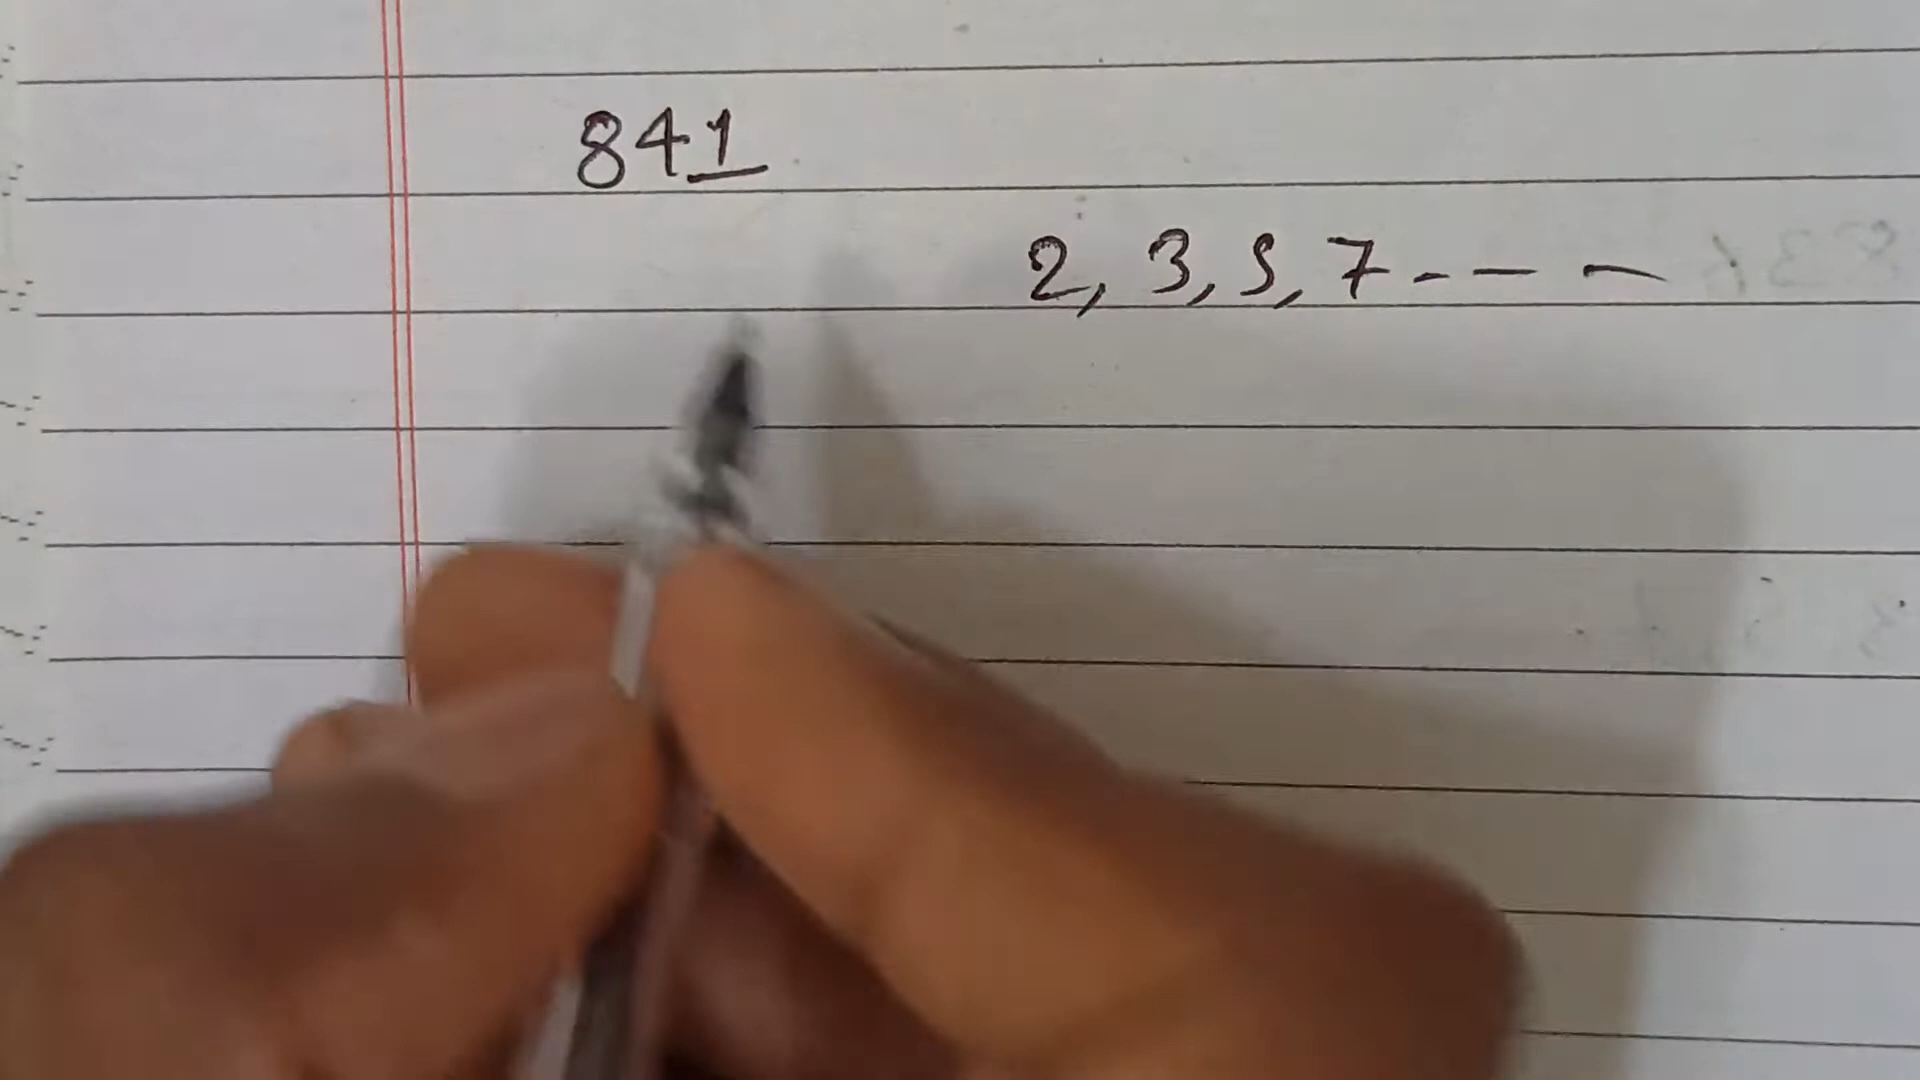 841
2, 3, 5, 7 - - -